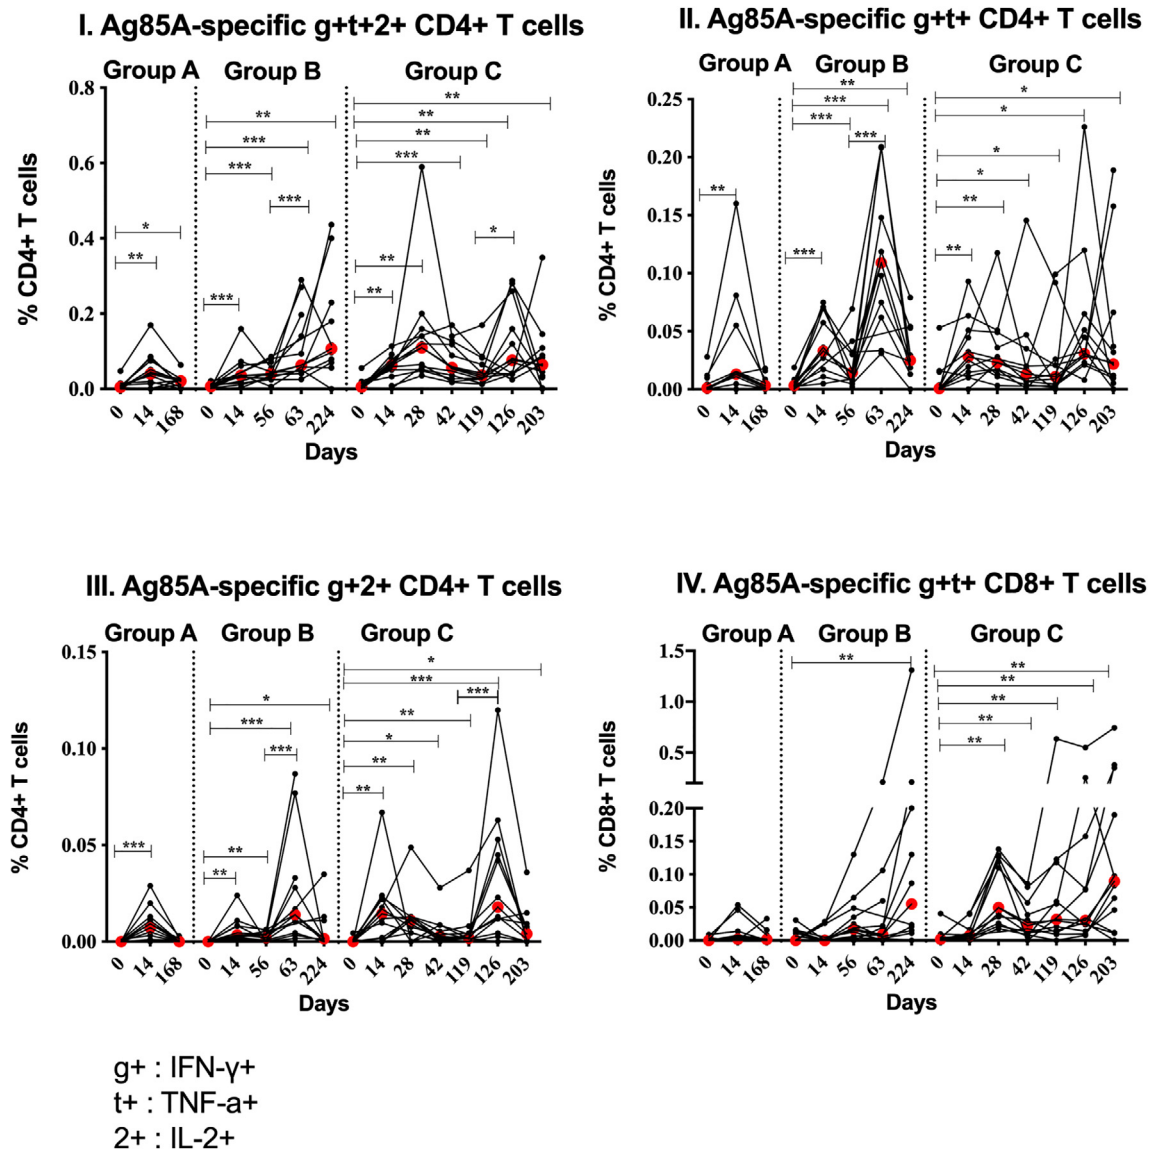 I. Ag85A-specific g+t+2+ CD4+ T cells
Group A Group B Group C
% CD4+ T cells
0.8
0.6
0.4
0.2
0.0
* ** *** *** *** *** ** ** ** *** ** ** ** *
0 14 168 0 14 56 63 224 0 14 28 42 119 126 203
Days
II. Ag85A-specific g+t+ CD4+ T cells
Group A Group B Group C
% CD4+ T cells
0.25
0.20
0.15
0.10
0.05
0.00
** ** *** *** *** *** * * * * ** **
0 14 168 0 14 56 63 224 0 14 28 42 119 126 203
Days
III. Ag85A-specific g+2+ CD4+ T cells
Group A Group B Group C
% CD4+ T cells
0.15
0.10
0.05
0.00
*** * *** *** ** ** * *** *** ** * ** **
0 14 168 0 14 56 63 224 0 14 28 42 119 126 203
Days
IV. Ag85A-specific g+t+ CD8+ T cells
Group A Group B Group C
% CD8+ T cells
1.5
1.0
0.5
0.20
0.15
0.10
0.05
0.00
** ** ** ** ** **
0 14 168 0 14 56 63 224 0 14 28 42 119 126 203
Days
g+ : IFN-γ+
t+ : TNF-a+
2+ : IL-2+